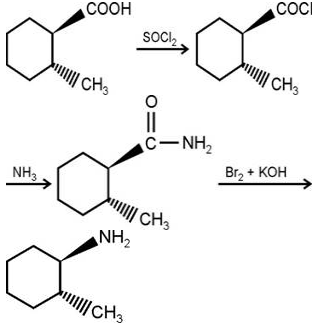 COOH
SOCl2
COCl
CH3
CH3
O
NH3
C—NH2
Br2 + KOH
CH3
NH2
CH3